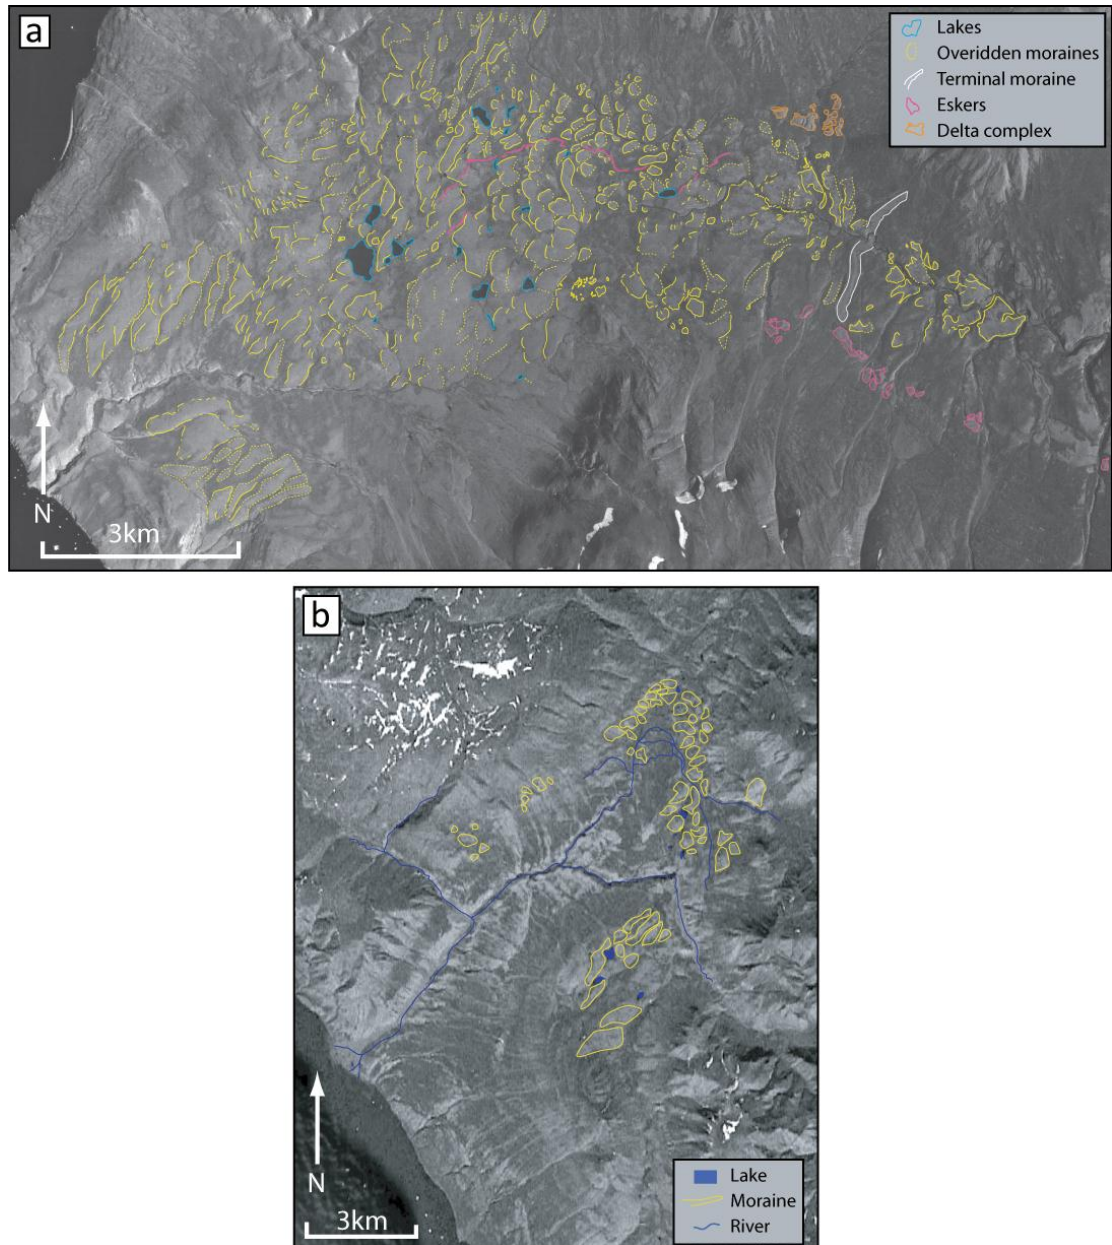 a
Lakes
Overidden moraines
Terminal moraine
Eskers
Delta complex
N
3km
b
N
3km
Lake
Moraine
River